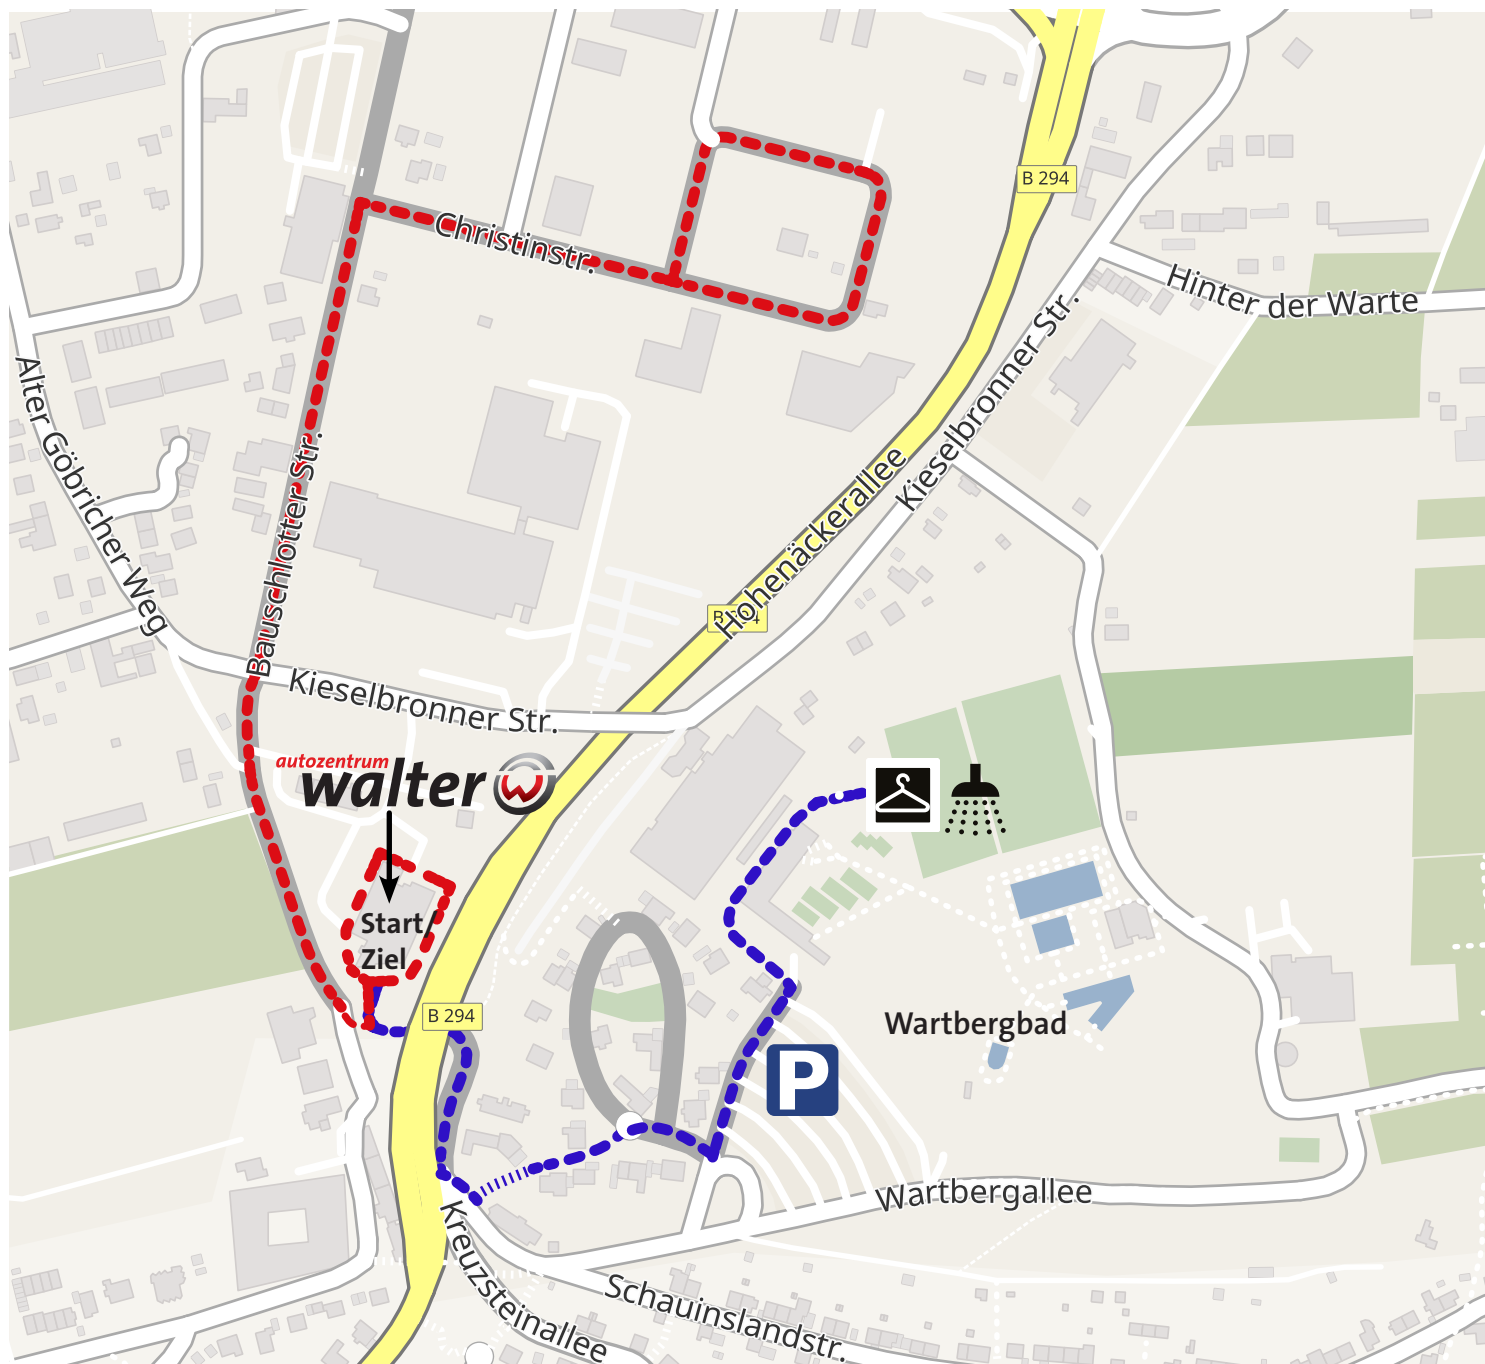 B 294
Christinstr.
Hinter der Warte
Kieselbronner Str.
Alter Göbricher Weg
Bauschlotter Str.
Hohenäckerallee
B 294
Kieselbronner Str.
autozentrum
walter
Start/
Ziel
B 294
Wartbergbad
P
Wartbergallee
Kreuzsteinallee
Schauinslandstr.